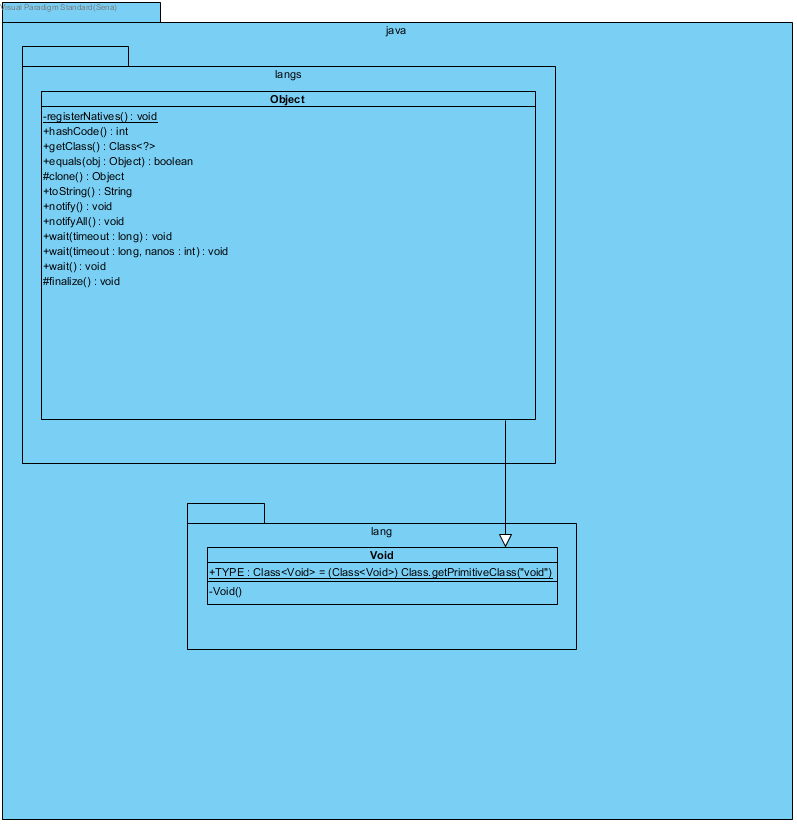 Visual Paradigm Standard(Sena)
java
langs
Object
-registerNatives() : void
+hashCode() : int
+getClass() : Class<?>
+equals(obj : Object) : boolean
#clone() : Object
+toString() : String
+notify() : void
+notifyAll() : void
+wait(timeout : long) : void
+wait(timeout : long, nanos : int) : void
+wait() : void
#finalize() : void
lang
Void
+TYPE : Class<Void> = (Class<Void>) Class.getPrimitiveClass("void")
-Void()